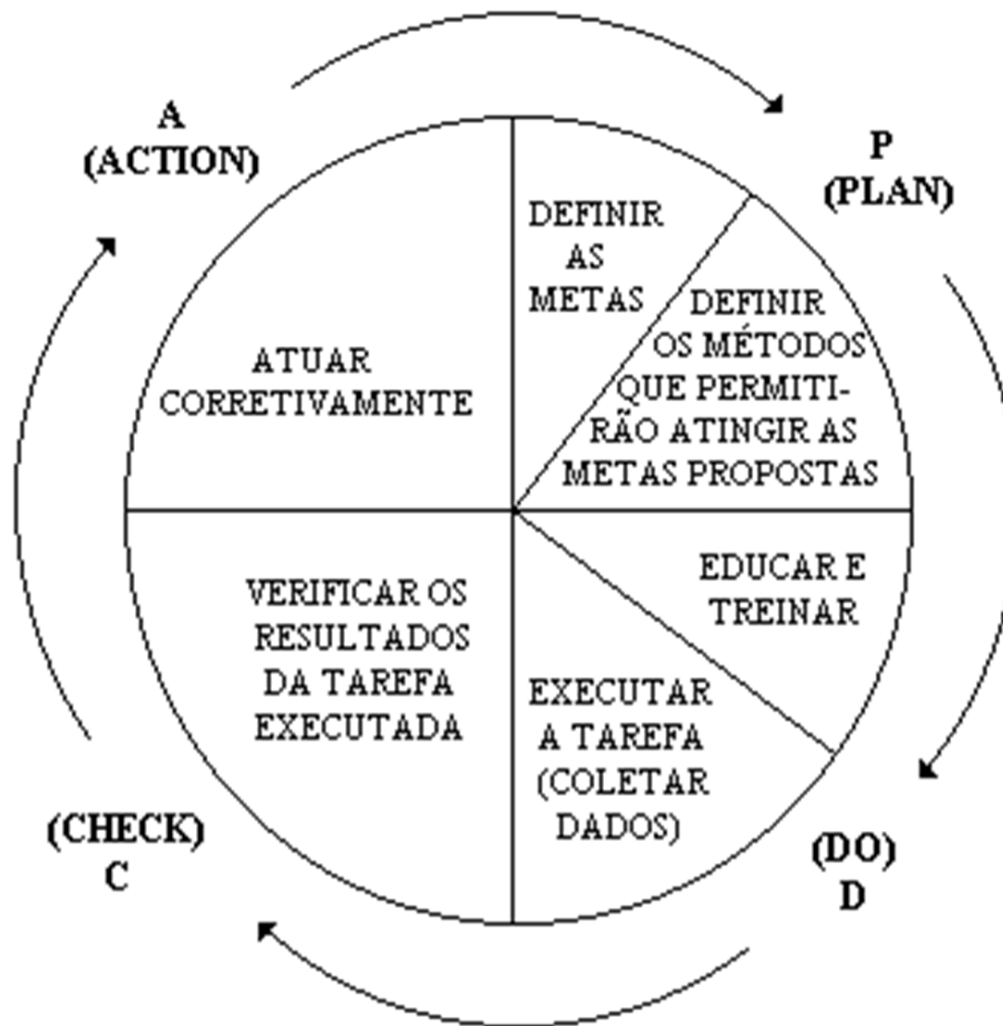 A
(ACTION)
P
(PLAN)
DEFINIR
AS
METAS
DEFINIR
OS MÉTODOS
QUE PERMITI-
RÃO ATINGIR AS
METAS PROPOSTAS
EDUCAR E
TREINAR
EXECUTAR
A TAREFA
(COLETAR
DADOS)
(DO)
D
VERIFICAR OS
RESULTADOS
DA TAREFA
EXECUTADA
(CHECK)
C
ATUAR
CORRETIVAMENTE